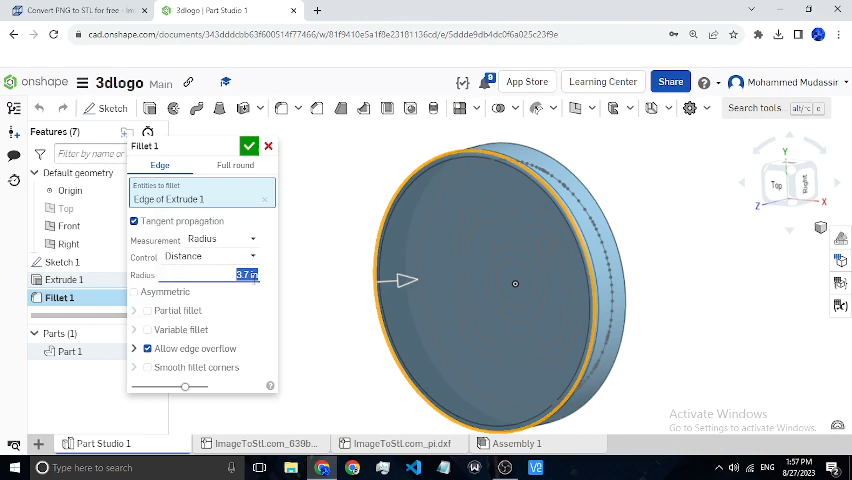 Convert PNG to STL for free - Im
3dlogo | Part Studio 1
cad.onshape.com/documents/343dddcbb63f600514f77466/w/81f9410e5a1f8e23181136cd/e/5ddde9db4dc0f6a025c3f9e
onshape
3dlogo Main
9
App Store
Learning Center
Share
Mohammed Mudassir
Sketch
Search tools...
alt/⌥ c
Features (7)
Filter by name or
Default geometry
Origin
Top
Front
Right
Sketch 1
Extrude 1
Fillet 1
Parts (1)
Part 1
Fillet 1
Edge
Full round
Entities to fillet
Edge of Extrude 1
Tangent propagation
Measurement Radius
Control Distance
Radius 3.7 in
Asymmetric
Partial fillet
Variable fillet
Allow edge overflow
Smooth fillet corners
Y
Top
Right
Z
X
Activate Windows
Go to Settings to activate Windows.
Part Studio 1
ImageToStl.com_639b...
ImageToStl.com_pi.dxf
Assembly 1
Type here to search
ENG
1:57 PM
8/27/2023
2